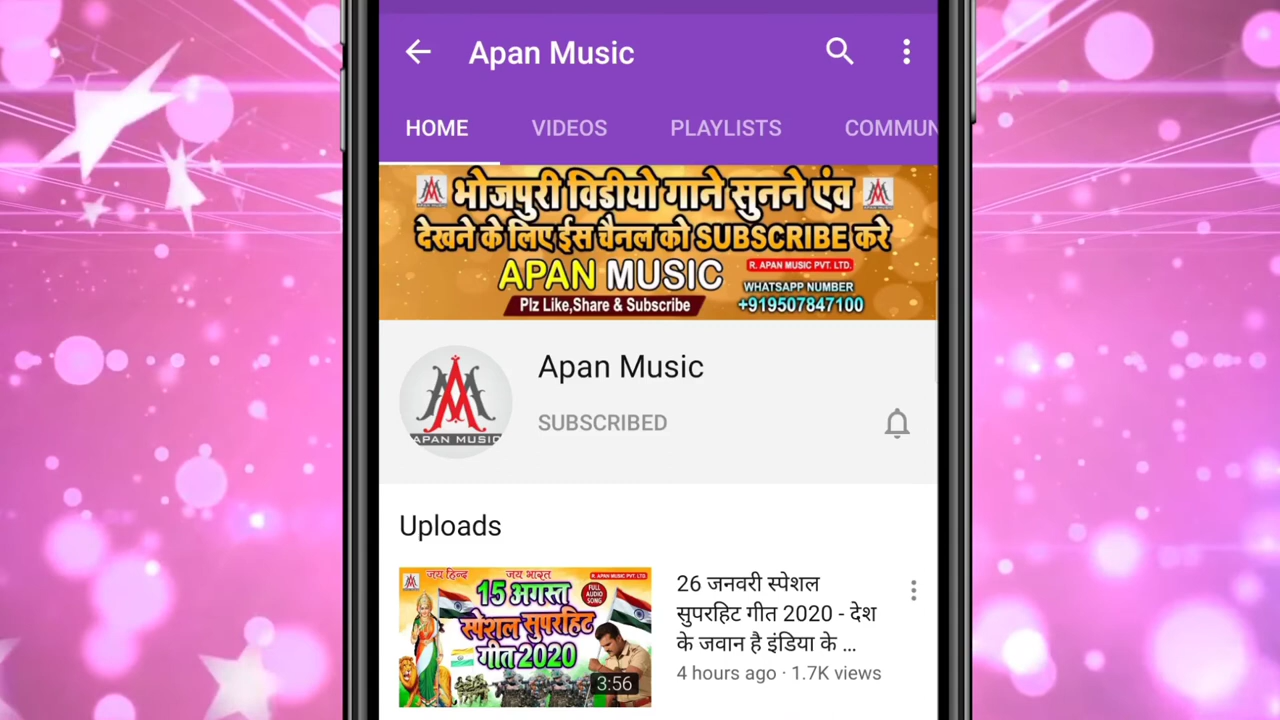 Apan Music
HOME VIDEOS PLAYLISTS COMMUN
भोजपुरी विडीयो गाने सुनने एंव
देखने के लिए ईस चैनल को SUBSCRIBE करे
APAN MUSIC
R. APAN MUSIC PVT. LTD.
WHATSAPP NUMBER
+919507847100
Plz Like,Share & Subscribe
Apan Music
SUBSCRIBED
APAN MUSIC
Uploads
जय हिन्द जय भारत
R. APAN MUSIC PVT. LTD
15 अगस्त
FULL
AUDIO
SONG
स्पेशल सुपरहिट
गीत 2020
3:56
26 जनवरी स्पेशल
सुपरहिट गीत 2020 - देश
के जवान है इंडिया के ...
4 hours ago · 1.7K views